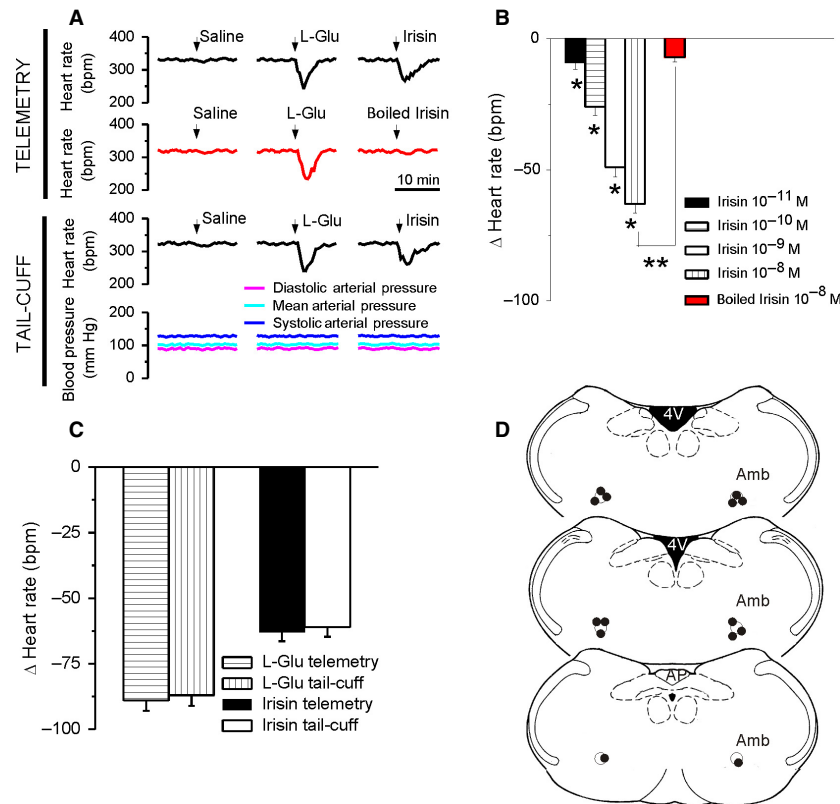 A
TELEMETRY
Heart rate
(bpm)
400
300
200
Saline
L-Glu
Irisin
Heart rate
(bpm)
400
300
200
Saline
L-Glu
Boiled Irisin
10 min
TAIL-CUFF
Heart rate
(bpm)
400
300
200
Saline
L-Glu
Irisin
Diastolic arterial pressure
Mean arterial pressure
Systolic arterial pressure
Blood pressure
(mm Hg)
200
100
0
B
Δ Heart rate (bpm)
0
−50
−100
*
*
*
*
**
Irisin 10⁻¹¹ M
Irisin 10⁻¹⁰ M
Irisin 10⁻⁹ M
Irisin 10⁻⁸ M
Boiled Irisin 10⁻⁸ M
C
Δ Heart rate (bpm)
0
−25
−50
−75
−100
L-Glu telemetry
L-Glu tail-cuff
Irisin telemetry
Irisin tail-cuff
D
4V
Amb
4V
Amb
AP
Amb